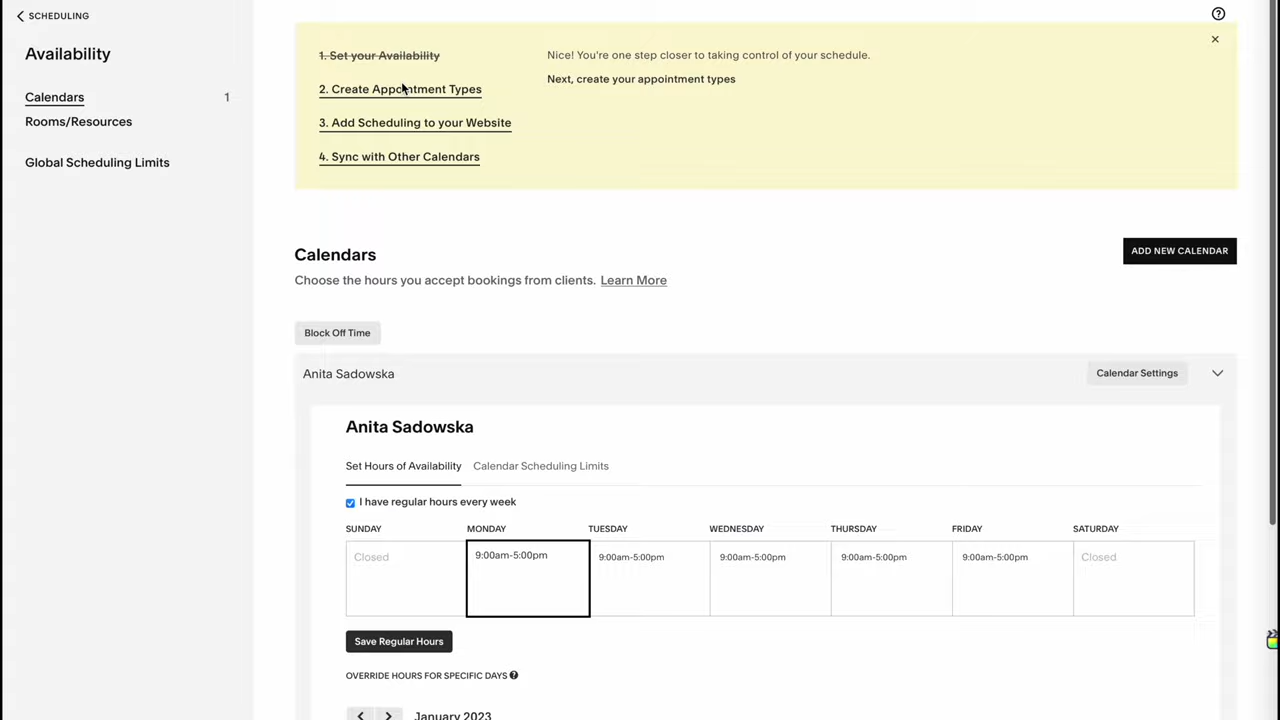 SCHEDULING
Availability
Calendars 1
Rooms/Resources
Global Scheduling Limits
1. Set your Availability
2. Create Appointment Types
3. Add Scheduling to your Website
4. Sync with Other Calendars
Nice! You're one step closer to taking control of your schedule.
Next, create your appointment types
Calendars
ADD NEW CALENDAR
Choose the hours you accept bookings from clients. Learn More
Block Off Time
Anita Sadowska
Calendar Settings
Anita Sadowska
Set Hours of Availability Calendar Scheduling Limits
I have regular hours every week
SUNDAY MONDAY TUESDAY WEDNESDAY THURSDAY FRIDAY SATURDAY
Closed 9:00am-5:00pm 9:00am-5:00pm 9:00am-5:00pm 9:00am-5:00pm 9:00am-5:00pm Closed
Save Regular Hours
OVERRIDE HOURS FOR SPECIFIC DAYS
January 2023